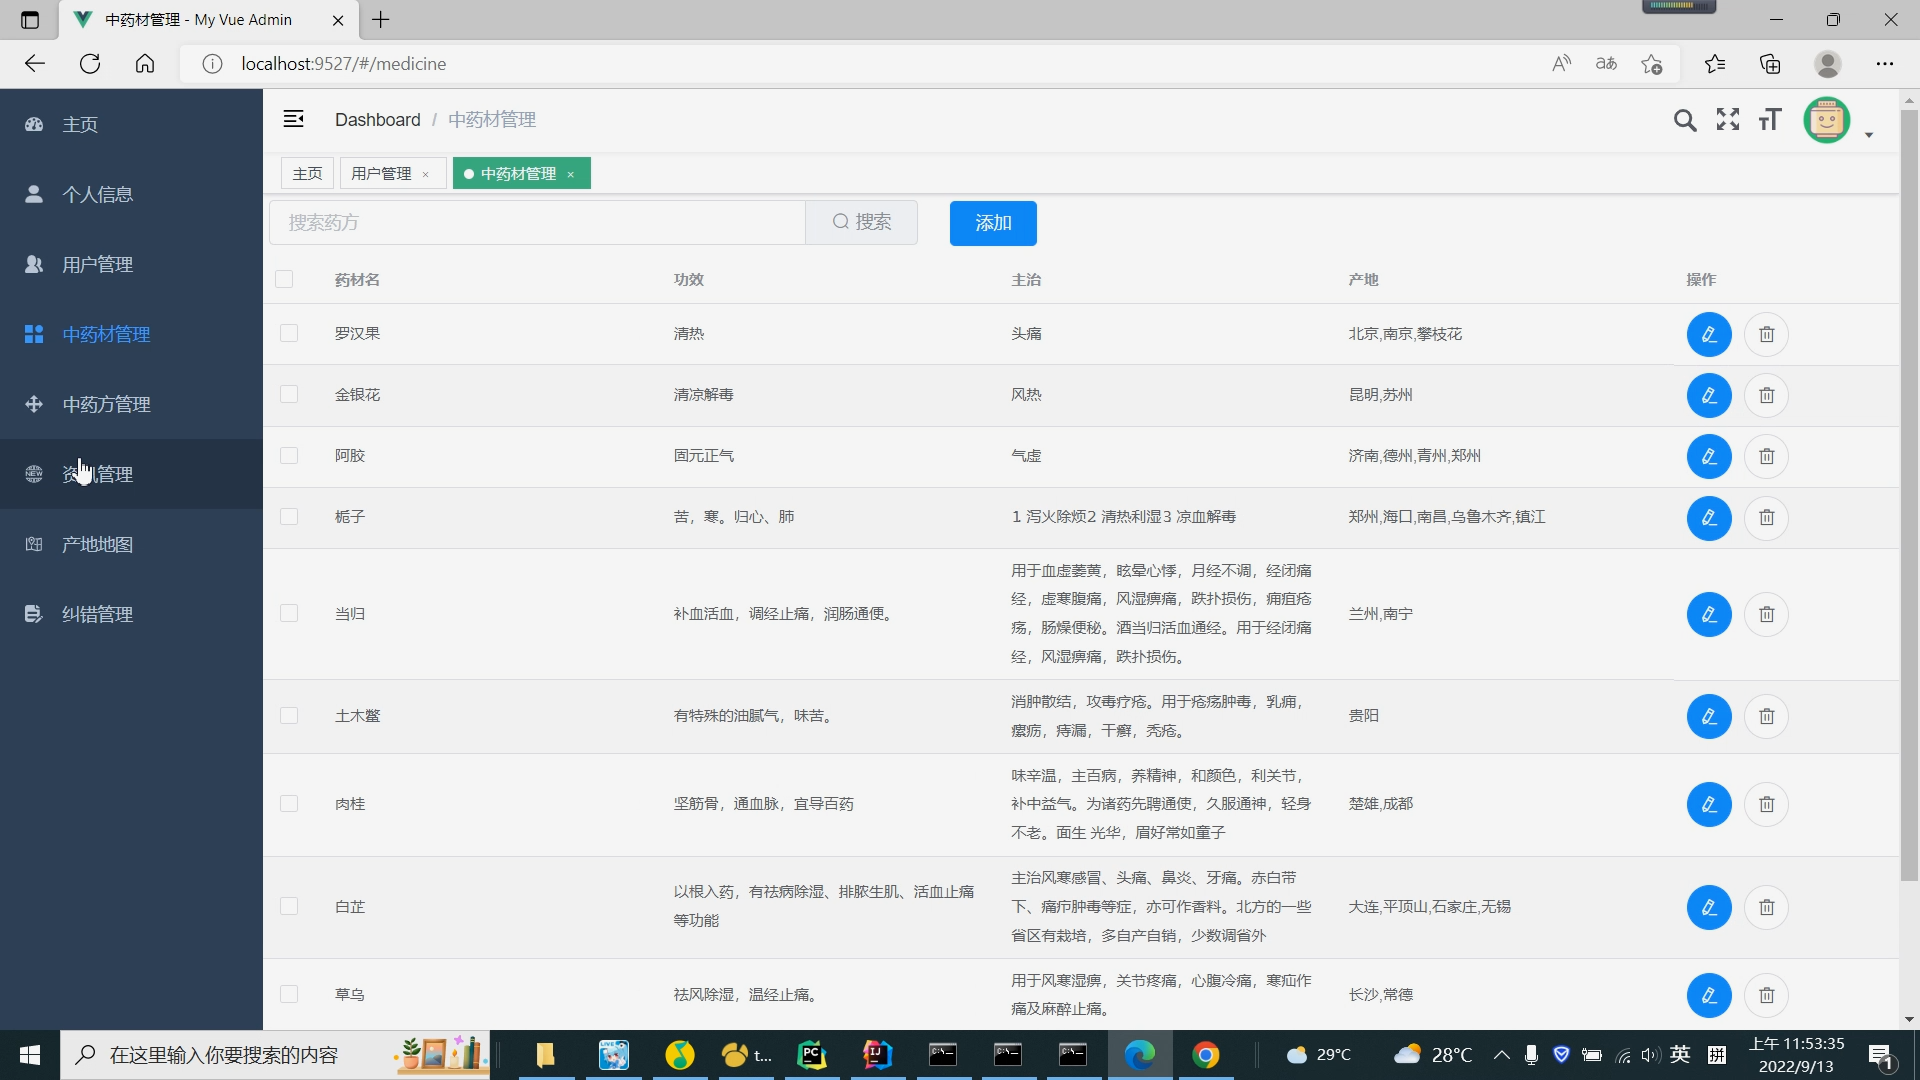 中药材管理 - My Vue Admin
localhost:9527/#/medicine
主页
个人信息
用户管理
中药材管理
中药方管理
管理
产地地图
纠错管理
Dashboard / 中药材管理
主页 用户管理 × 中药材管理 ×
搜索药方 搜索 添加
药材名 功效 主治 产地 操作
罗汉果 清热 头痛 北京,南京,攀枝花
金银花 清凉解毒 风热 昆明,苏州
阿胶 固元正气 气虚 济南,德州,青州,郑州
栀子 苦，寒。归心、肺 1 泻火除烦2 清热利湿3 凉血解毒 郑州,海口,南昌,乌鲁木齐,镇江
当归 补血活血，调经止痛，润肠通便。
用于血虚萎黄，眩晕心悸，月经不调，经闭痛
经，虚寒腹痛，风湿痹痛，跌扑损伤，痈疽疮
疡，肠燥便秘。酒当归活血通经。用于经闭痛
经，风湿痹痛，跌扑损伤。
兰州,南宁
土木鳖 有特殊的油腻气，味苦。
消肿散结，攻毒疗疮。用于疮疡肿毒，乳痈，
瘰疬，痔漏，干癣，秃疮。
贵阳
肉桂 坚筋骨，通血脉，宜导百药
味辛温，主百病，养精神，和颜色，利关节，
补中益气。为诸药先聘通使，久服通神，轻身
不老。面生 光华，眉好常如童子
楚雄,成都
白芷
以根入药，有祛病除湿、排脓生肌、活血止痛
等功能
主治风寒感冒、头痛、鼻炎、牙痛。赤白带
下、痛疖肿毒等症，亦可作香料。北方的一些
省区有栽培，多自产自销，少数调省外
大连,平顶山,石家庄,无锡
草乌 祛风除湿，温经止痛。
用于风寒湿痹，关节疼痛，心腹冷痛，寒疝作
痛及麻醉止痛。
长沙,常德
在这里输入你要搜索的内容
t...
29°C
28°C
英
拼
上午 11:53:35
2022/9/13
1